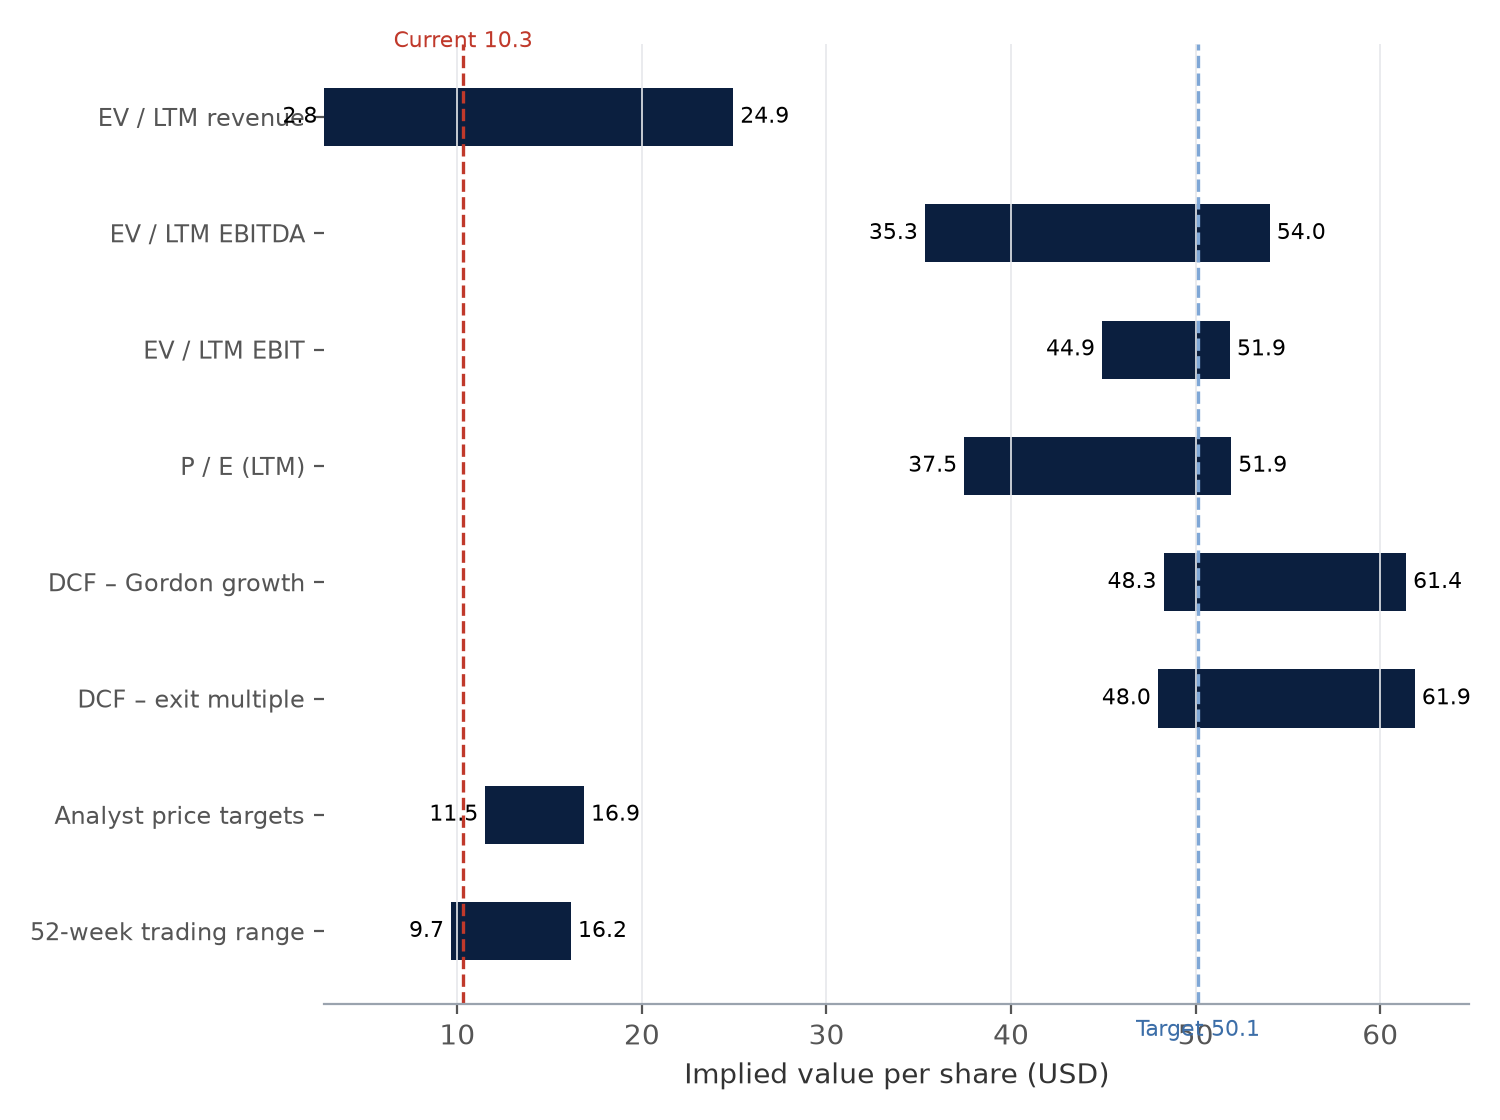 Current 10.3
EV / LTM revenue 2.8 24.9
EV / LTM EBITDA 35.3 54.0
EV / LTM EBIT 44.9 51.9
P / E (LTM) 37.5 51.9
DCF – Gordon growth 48.3 61.4
DCF – exit multiple 48.0 61.9
Analyst price targets 11.5 16.9
52-week trading range 9.7 16.2
10 20 30 40 50 60
Target 50.1
Implied value per share (USD)